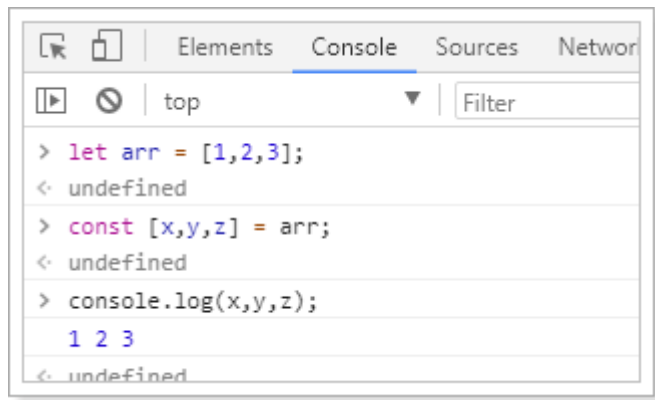 Elements Console Sources Networ
top Filter
> let arr = [1,2,3];
undefined
> const [x,y,z] = arr;
undefined
> console.log(x,y,z);
1 2 3
undefined